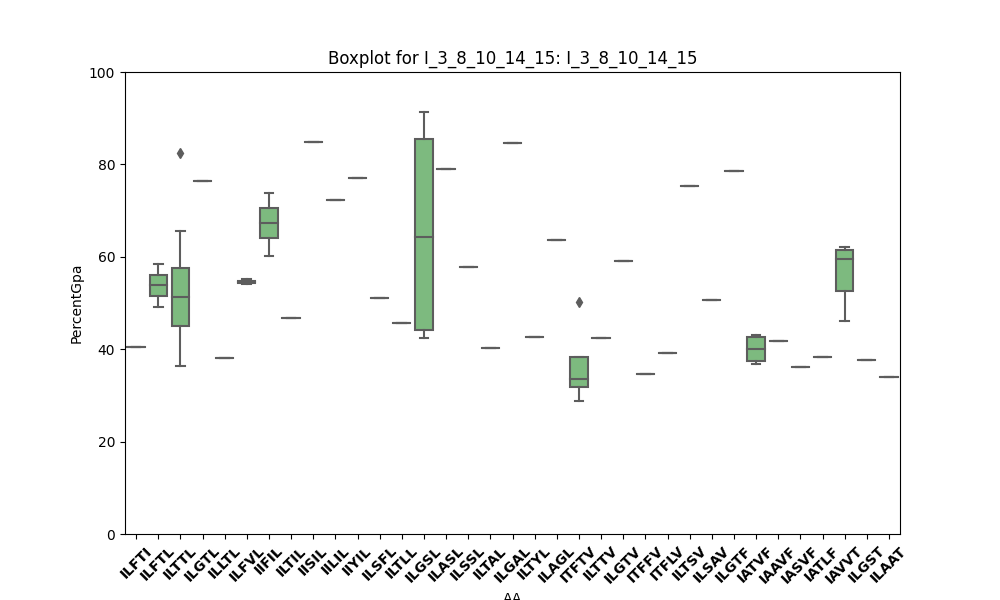 Boxplot for I_3_8_10_14_15: I_3_8_10_14_15
100
80
60
40
20
0
PercentGpa
ILFTI
ILFTL
ILTTL
ILGTL
ILLTL
ILFVL
IIFIL
ILTIL
IISIL
IILIL
IIYIL
ILSFL
ILTLL
ILGSL
ILASL
ILSSL
ILTAL
ILGAL
ILTYL
ILAGL
ITFTV
ILTTV
ILGTV
ITFFV
ITFLV
ILTSV
ILSAV
ILGTF
IATVF
IAAVF
IASVF
IATLF
IAVVT
ILGST
ILAAT
AA